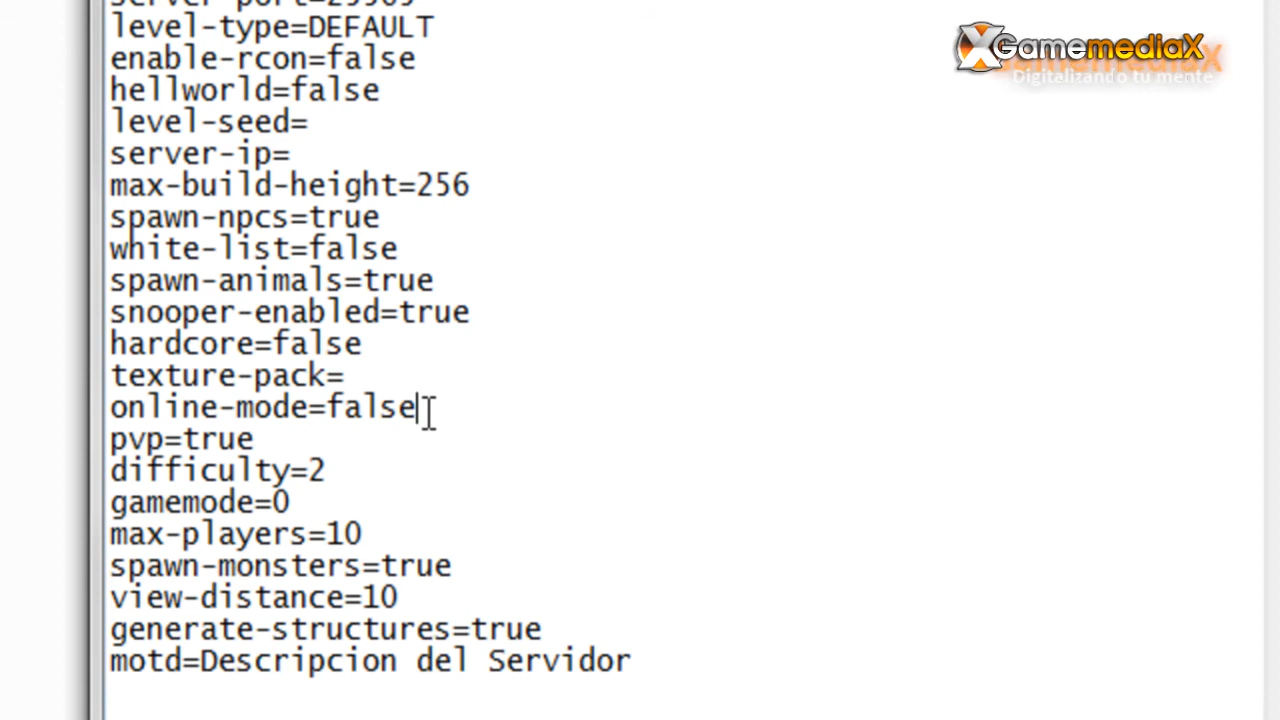 level-type=DEFAULT
enable-rcon=false
hellworld=false
level-seed=
server-ip=
max-build-height=256
spawn-npcs=true
white-list=false
spawn-animals=true
snooper-enabled=true
hardcore=false
texture-pack=
online-mode=false
pvp=true
difficulty=2
gamemode=0
max-players=10
spawn-monsters=true
view-distance=10
generate-structures=true
motd=Descripcion del Servidor
GamemediaX
Digitalizando tu mente